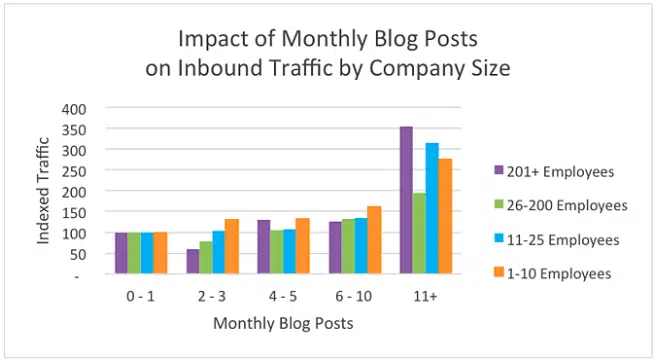 Impact of Monthly Blog Posts
on Inbound Traffic by Company Size
400
350
300
250
200
150
100
50
-
Indexed Traffic
0 - 1
2 - 3
4 - 5
6 - 10
11+
Monthly Blog Posts
201+ Employees
26-200 Employees
11-25 Employees
1-10 Employees